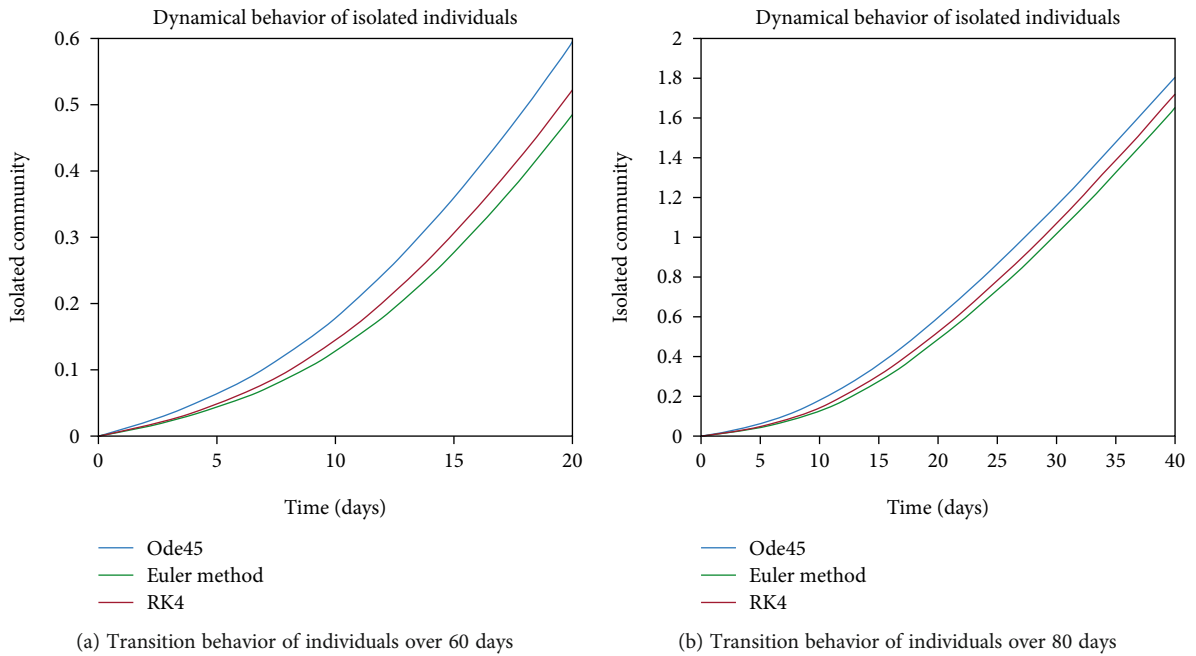 Dynamical behavior of isolated individuals
0.6
0.5
0.4
0.3
0.2
0.1
0
Isolated community
0 5 10 15 20
Time (days)
Ode45
Euler method
RK4
(a) Transition behavior of individuals over 60 days
Dynamical behavior of isolated individuals
2
1.8
1.6
1.4
1.2
1
0.8
0.6
0.4
0.2
0
Isolated community
0 5 10 15 20 25 30 35 40
Time (days)
Ode45
Euler method
RK4
(b) Transition behavior of individuals over 80 days